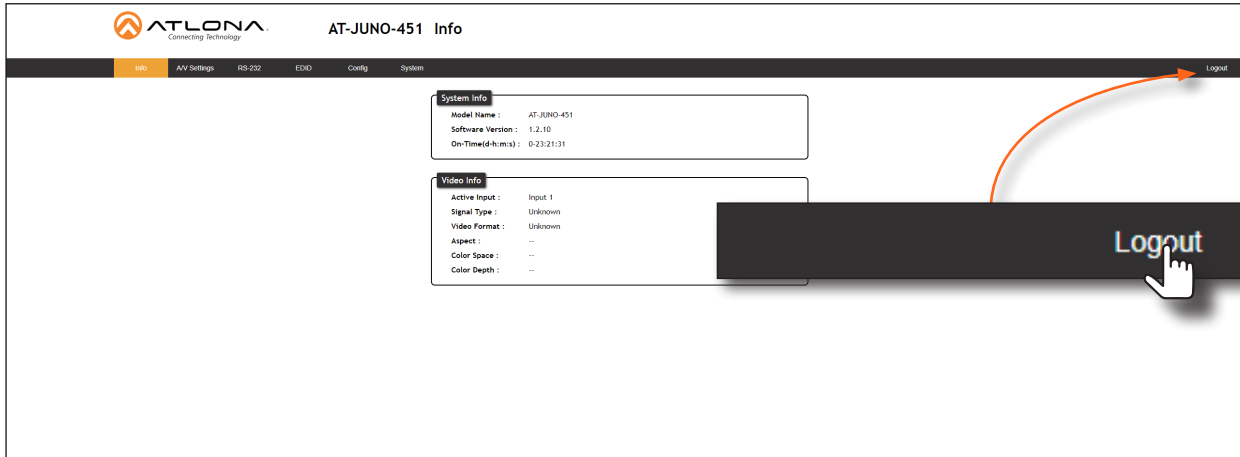 ATLONA.
Connecting Technology
AT-JUNO-451 Info
Info A/V Settings RS-232 EDID Config System Logout
System Info
Model Name : AT-JUNO-451
Software Version : 1.2.10
On-Time(d-h:m:s) : 0-23:21:31
Video Info
Active Input : Input 1
Signal Type : Unknown
Video Format : Unknown
Aspect : --
Color Space : --
Color Depth : --
Logout